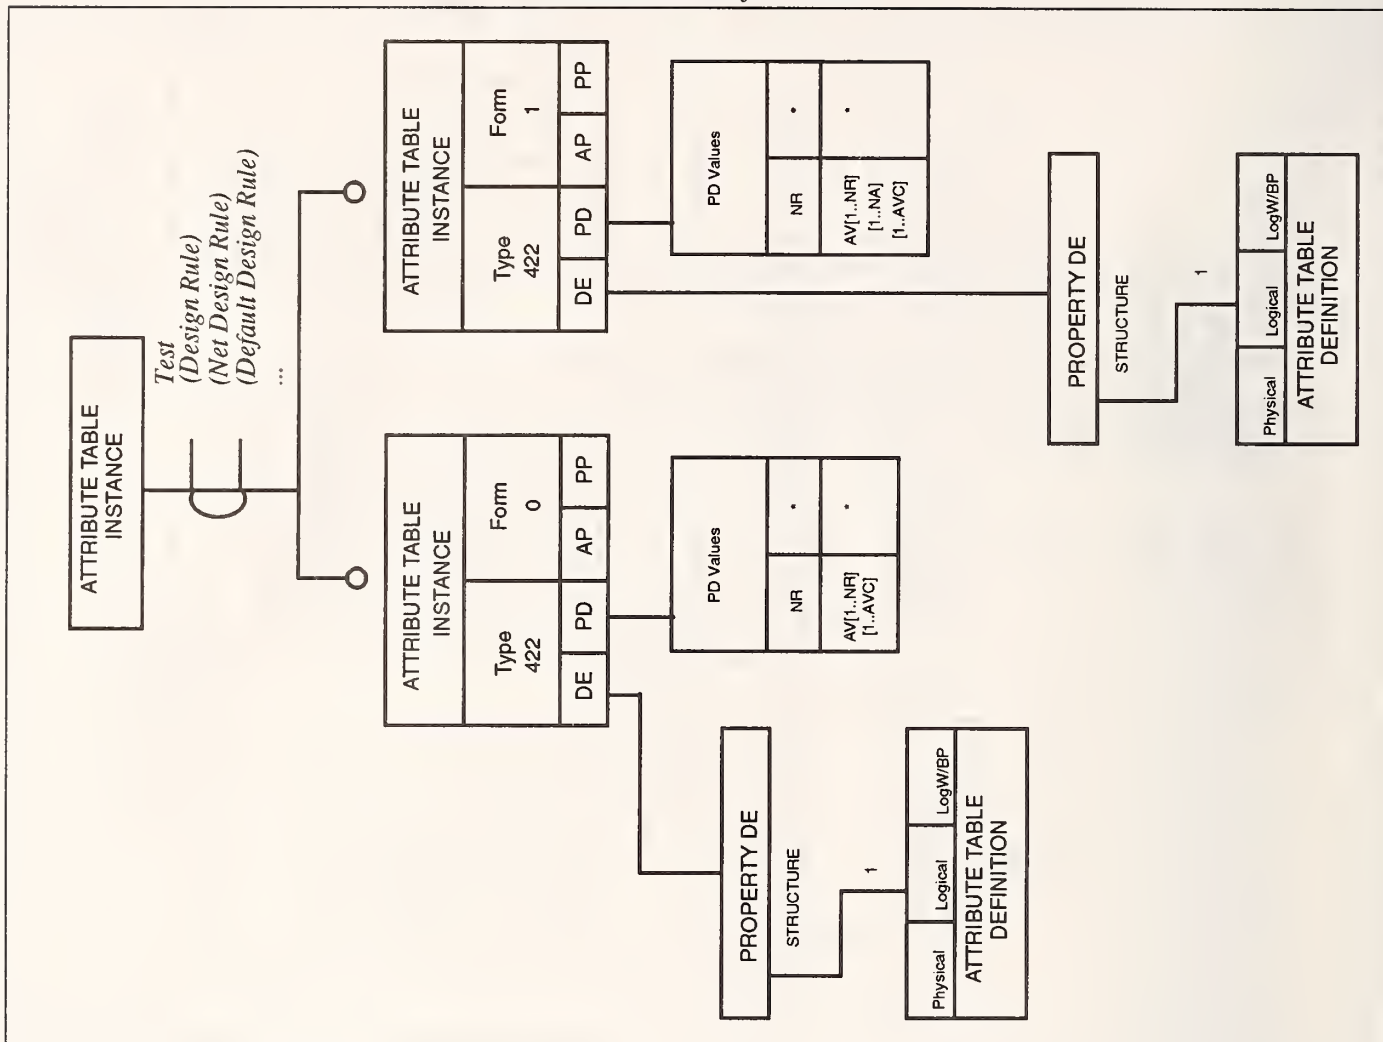 ATTRIBUTE TABLE
INSTANCE
Test
(Design Rule)
(Net Design Rule)
(Default Design Rule)
...
ATTRIBUTE TABLE
INSTANCE
Type
422
Form
0
DE
PD
AP
PP
PD Values
NR
*
AV[1..NR]
[1..AVC]
*
PROPERTY DE
STRUCTURE
1
Physical
Logical
LogW/BP
ATTRIBUTE TABLE
DEFINITION
ATTRIBUTE TABLE
INSTANCE
Type
422
Form
1
DE
PD
AP
PP
PD Values
NR
*
AV[1..NR]
[1..NA]
[1..AVC]
*
PROPERTY DE
STRUCTURE
1
Physical
Logical
LogW/BP
ATTRIBUTE TABLE
DEFINITION